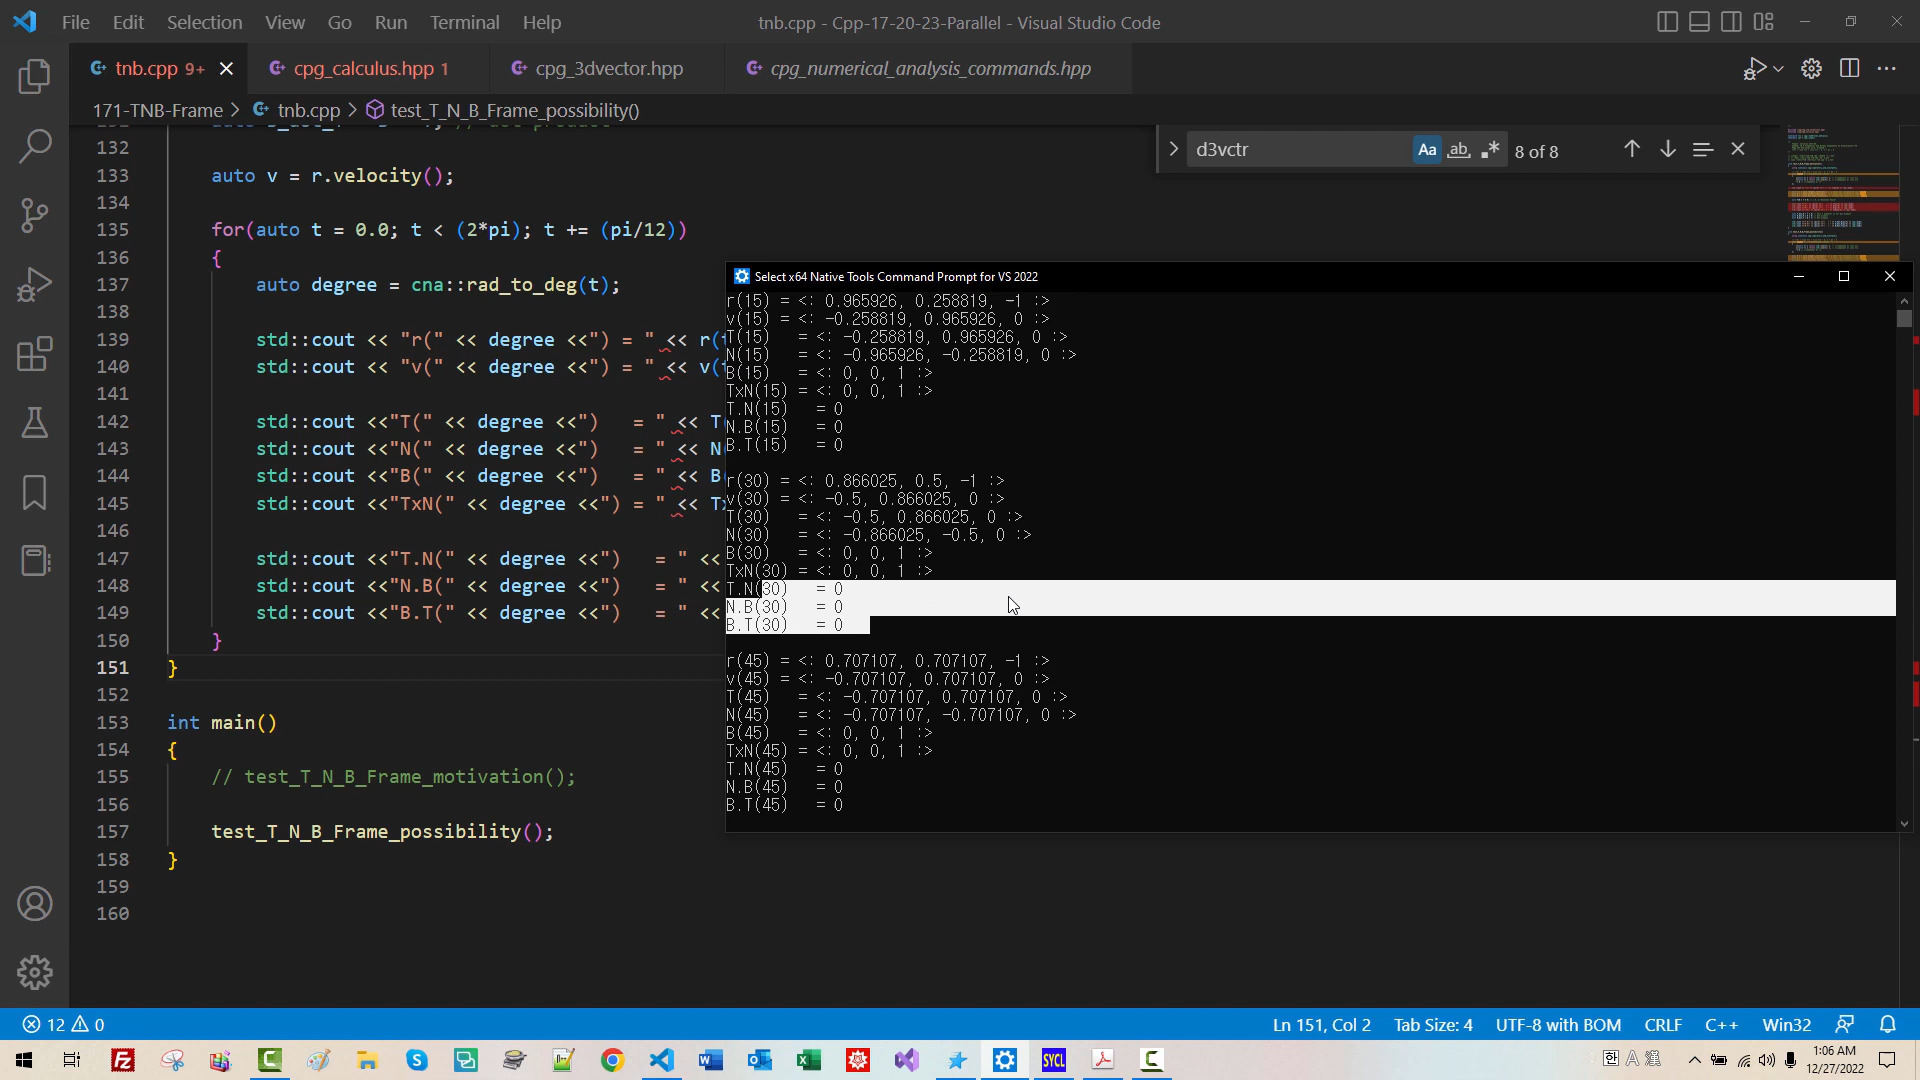 File Edit Selection View Go Run Terminal Help tnb.cpp - Cpp-17-20-23-Parallel - Visual Studio Code
tnb.cpp 9+ cpg_calculus.hpp 1 cpg_3dvector.hpp cpg_numerical_analysis_commands.hpp
171-TNB-Frame > tnb.cpp > test_T_N_B_Frame_possibility()
d3vctr Aa ab 8 of 8
132
133 auto v = r.velocity();
134
135 for(auto t = 0.0; t < (2*pi); t += (pi/12))
136 {
137 auto degree = cna::rad_to_deg(t);
138
139 std::cout << "r(" << degree <<") = " << r(
140 std::cout << "v(" << degree <<") = " << v(
141
142 std::cout <<"T(" << degree <<") = " << T
143 std::cout <<"N(" << degree <<") = " << N
144 std::cout <<"B(" << degree <<") = " << B
145 std::cout <<"TxN(" << degree <<") = " << T
146
147 std::cout <<"T.N(" << degree <<") = " <<
148 std::cout <<"N.B(" << degree <<") = " <<
149 std::cout <<"B.T(" << degree <<") = " <<
150 }
151 }
152
153 int main()
154 {
155 // test_T_N_B_Frame_motivation();
156
157 test_T_N_B_Frame_possibility();
158 }
159
160
Select x64 Native Tools Command Prompt for VS 2022
r(15) = <: 0.965926, 0.258819, -1 :>
v(15) = <: -0.258819, 0.965926, 0 :>
T(15) = <: -0.258819, 0.965926, 0 :>
N(15) = <: -0.965926, -0.258819, 0 :>
B(15) = <: 0, 0, 1 :>
TxN(15) = <: 0, 0, 1 :>
T.N(15) = 0
N.B(15) = 0
B.T(15) = 0
r(30) = <: 0.866025, 0.5, -1 :>
v(30) = <: -0.5, 0.866025, 0 :>
T(30) = <: -0.5, 0.866025, 0 :>
N(30) = <: -0.866025, -0.5, 0 :>
B(30) = <: 0, 0, 1 :>
TxN(30) = <: 0, 0, 1 :>
T.N(30) = 0
N.B(30) = 0
B.T(30) = 0
r(45) = <: 0.707107, 0.707107, -1 :>
v(45) = <: -0.707107, 0.707107, 0 :>
T(45) = <: -0.707107, 0.707107, 0 :>
N(45) = <: -0.707107, -0.707107, 0 :>
B(45) = <: 0, 0, 1 :>
TxN(45) = <: 0, 0, 1 :>
T.N(45) = 0
N.B(45) = 0
B.T(45) = 0
12 0 Ln 151, Col 2 Tab Size: 4 UTF-8 with BOM CRLF C++ Win32
SYCL 한 A 漢 1:06 AM
12/27/2022